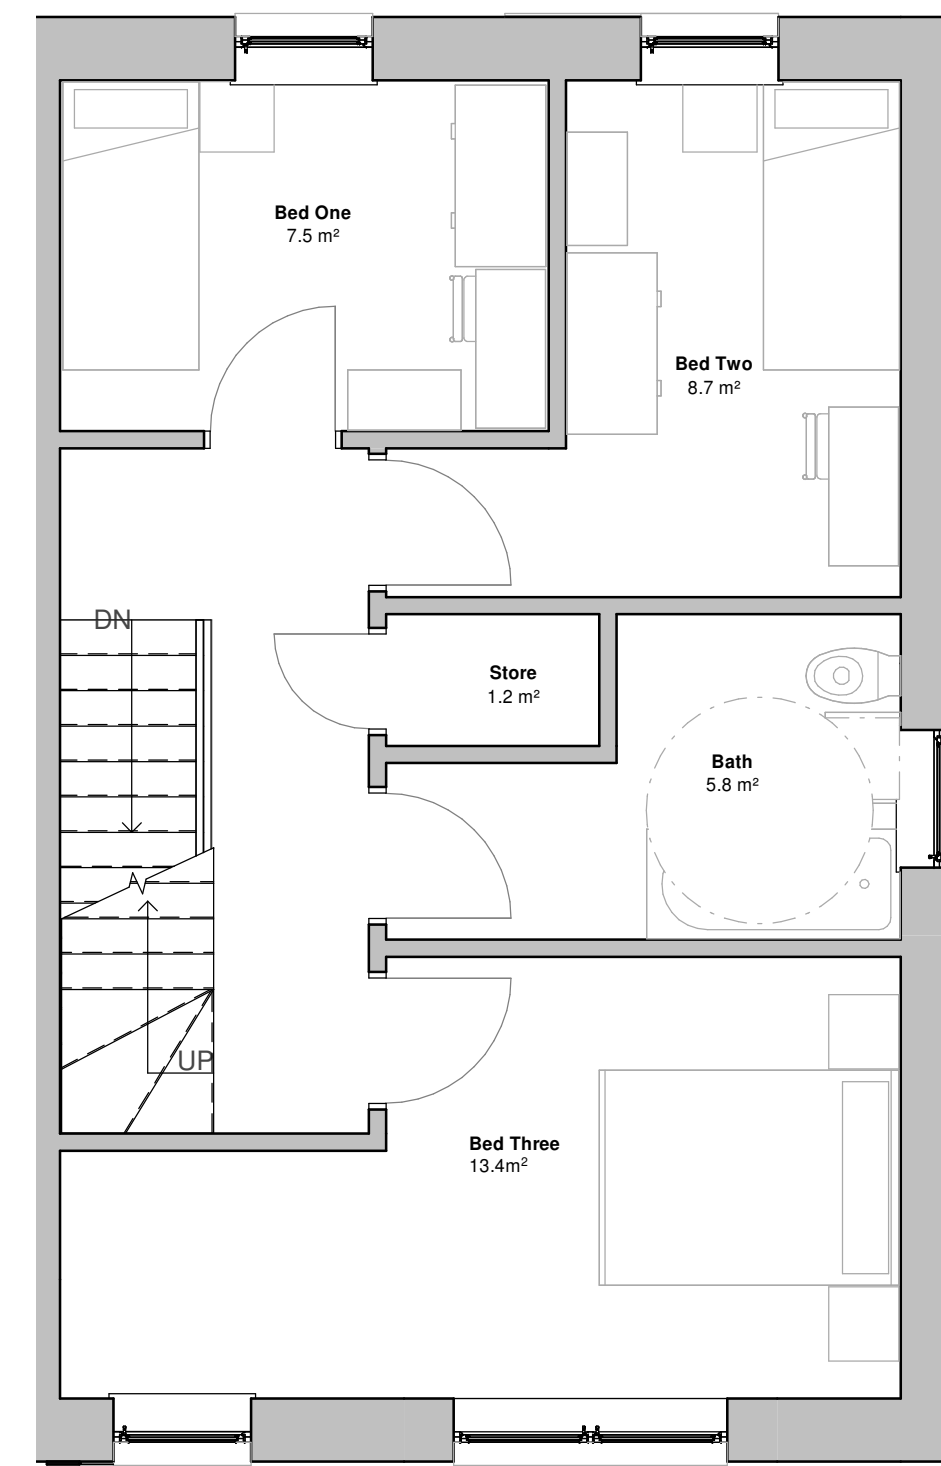 Bed One
7.5 m²
Bed Two
8.7 m²
DN
Store
1.2 m²
Bath
5.8 m²
UP
Bed Three
13.4m²